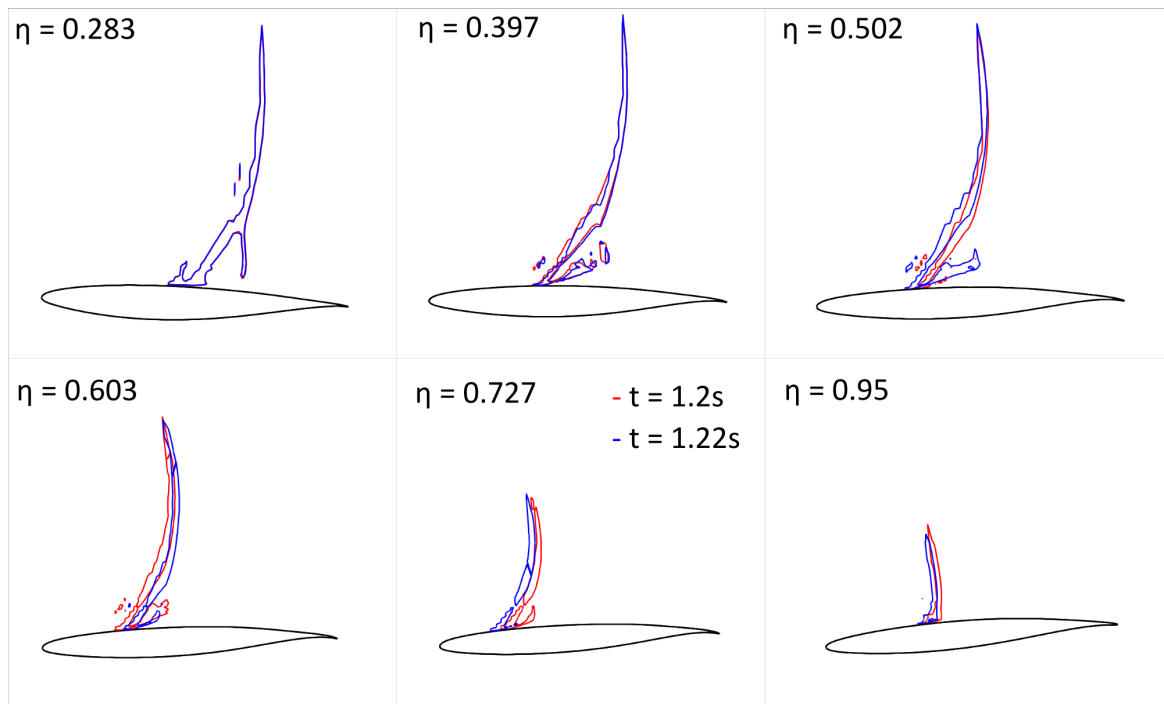 η = 0.283
η = 0.397
η = 0.502
η = 0.603
η = 0.727
- t = 1.2s
- t = 1.22s
η = 0.95